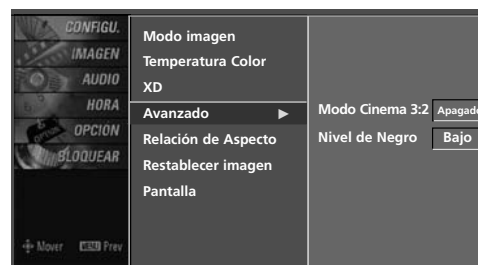 CONFIGU.
IMAGEN
AUDIO
HORA
OPCIÓN
BLOQUEAR
Mover MENU Prev
Modo imagen
Temperatura Color
XD
Avanzado ▶
Relación de Aspecto
Restablecer imagen
Pantalla
Modo Cinema 3:2 Apagado
Nivel de Negro Bajo